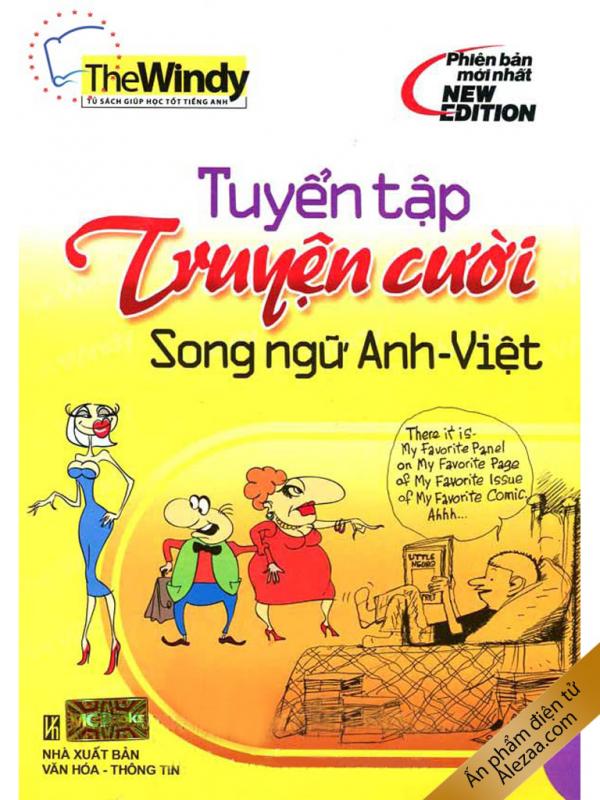 TheWindy
TỦ SÁCH GIÚP HỌC TỐT TIẾNG ANH
Phiên bản
mới nhất
NEW
EDITION
Tuyển tập
Truyện cười
Song ngữ Anh-Việt
There it is-
My Favorite Panel
on My Favorite Page
of My Favorite Issue
of My Favorite Comic.
Ahhh...
LITTLE
NHÀ XUẤT BẢN
VĂN HÓA - THÔNG TIN
Ấn phẩm điện tử
Alezaa.com